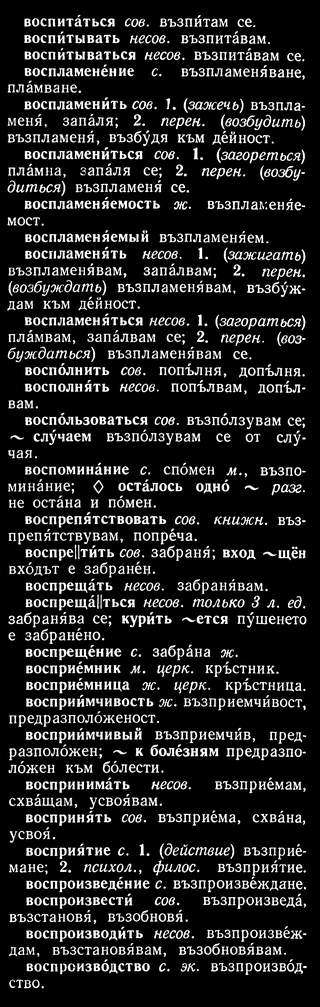 воспита́ться сов. възпи́там се.
воспи́тывать несов. възпита́вам.
воспи́тываться несов. възпита́вам се.
воспламене́ние с. възпламеня́ване,
пла́мване.
воспламени́ть сов. 1. (зажечь) възпла-
меня́, запа́ля; 2. перен. (возбудить)
възпламеня́, възбу́дя към де́йност.
воспламени́ться сов. 1. (загореться)
пла́мна, запа́ля се; 2. перен. (возбу-
диться) възпламеня́ се.
воспламеня́емость ж. възпламеня́е-
мост.
воспламеня́емый възпламеня́ем.
воспламеня́ть несов. 1. (зажигать)
възпламеня́вам, запа́лвам; 2. перен.
(возбуждать) възпламеня́вам, възбу́ж-
дам към де́йност.
воспламеня́ться несов. 1. (загораться)
пла́мвам, запа́лвам се; 2. перен. (воз-
буждаться) възпламеня́вам се.
воспо́лнить сов. попъ́лня, допъ́лня.
восполня́ть несов. попъ́лвам, допъ́л-
вам.
воспо́льзоваться сов. възпо́лзувам се;
~ слу́чаем възпо́лзувам се от слу́-
чая.
воспомина́ние с. спо́мен м., възпо-
мина́ние; ◊ оста́лось одно́ ~ разг.
не оста́на и по́мен.
воспрепя́тствовать сов. книжн. въз-
препя́тствувам, попре́ча.
воспре||ти́ть сов. забраня́; вход ~щён
вхо́дът е забране́н.
воспреща́ть несов. забраня́вам.
воспреща́||ться несов. только 3 л. ед.
забраня́ва се; кури́ть ~ется пу́шенето
е забране́но.
воспреще́ние с. забра́на ж.
восприе́мник м. церк. кръ́стник.
восприе́мница ж. церк. кръ́стница.
восприи́мчивость ж. възприемчи́вост,
предразполо́женост.
восприи́мчивый възприемчи́в, пред-
разполо́жен; ~ к боле́зням предразпо-
ло́жен към бо́лести.
воспринима́ть несов. възприе́мам,
схва́щам, усвоя́вам.
восприня́ть сов. възприе́ма, схва́на,
усвоя́.
восприя́тие с. 1. (действие) възприе́-
мане; 2. психол., филос. възприя́тие.
воспроизведе́ние с. възпроизве́ждане.
воспроизвести́ сов. възпроизведа́,
възстановя́, възобновя́.
воспроизводи́ть несов. възпроизве́ж-
дам, възстановя́вам, възобновя́вам.
воспроизво́дство с. эк. възпроизво́д-
ство.